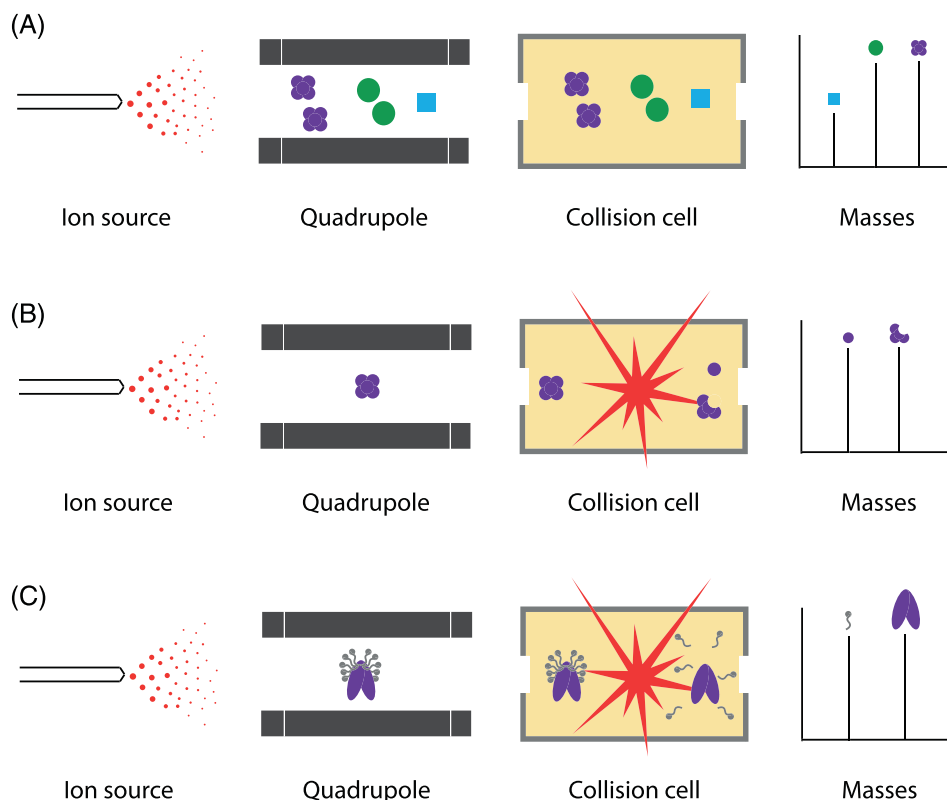 (A)
Ion source Quadrupole Collision cell Masses
(B)
Ion source Quadrupole Collision cell Masses
(C)
Ion source Quadrupole Collision cell Masses